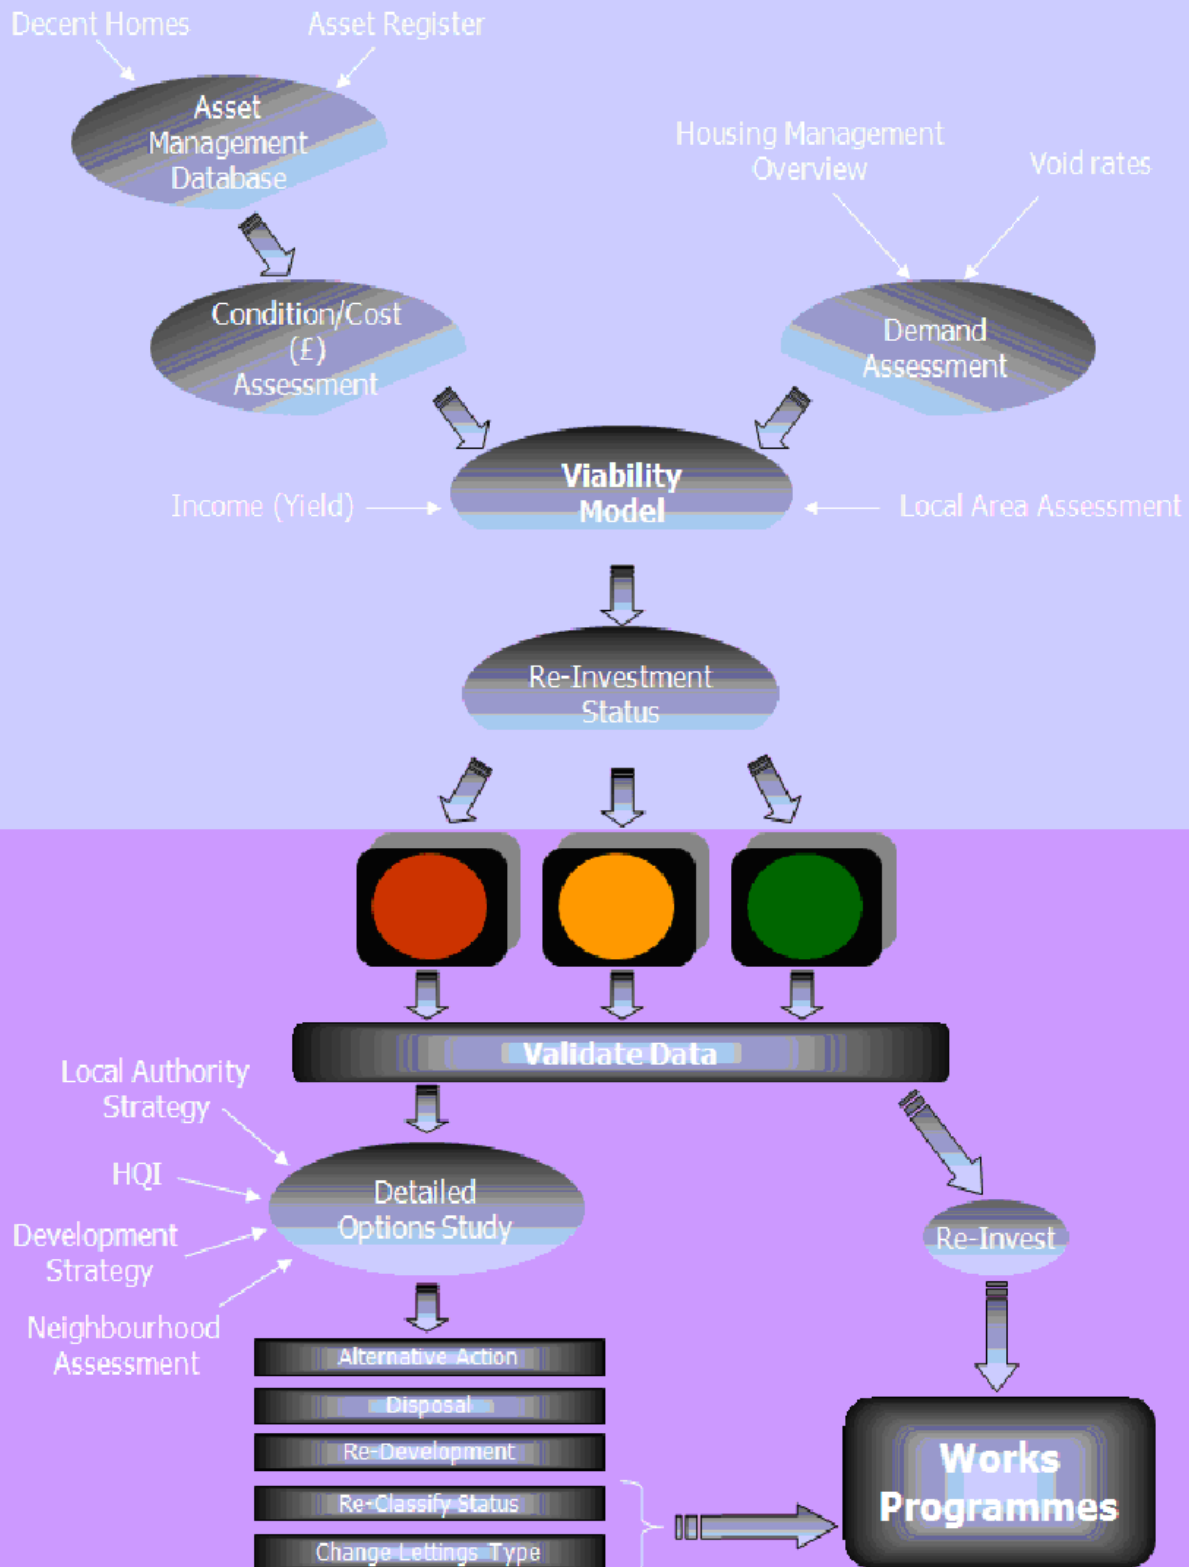 Decent Homes
Asset Register
Asset
Management
Database
Housing Management
Overview
Void rates
Condition/Cost
(£)
Assessment
Demand
Assessment
Viability
Model
Income (Yield)
Local Area Assessment
Re-Investment
Status
Validate Data
Local Authority
Strategy
HQI
Development
Strategy
Neighbourhood
Assessment
Detailed
Options Study
Re-Invest
Alternative Action
Disposal
Re-Development
Re-Classify Status
Change Lettings Type
Works
Programmes